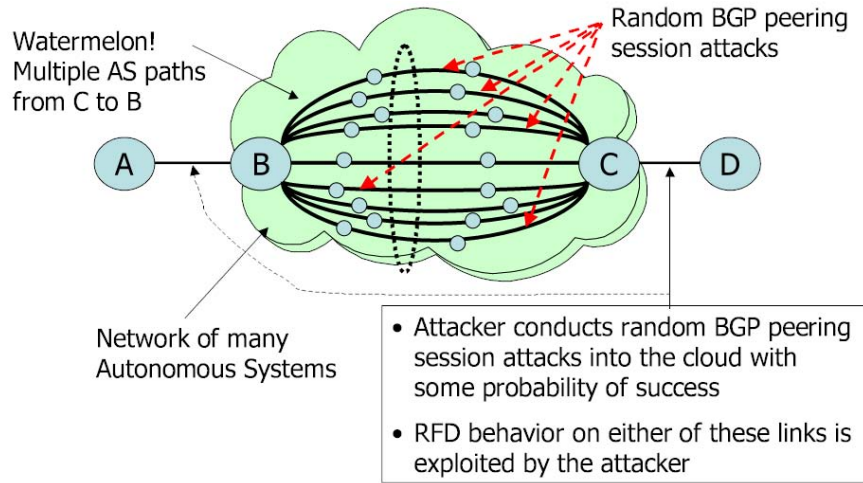 Watermelon!
Multiple AS paths
from C to B
Random BGP peering
session attacks
A
B
C
D
Network of many
Autonomous Systems
• Attacker conducts random BGP peering
session attacks into the cloud with
some probability of success
• RFD behavior on either of these links is
exploited by the attacker